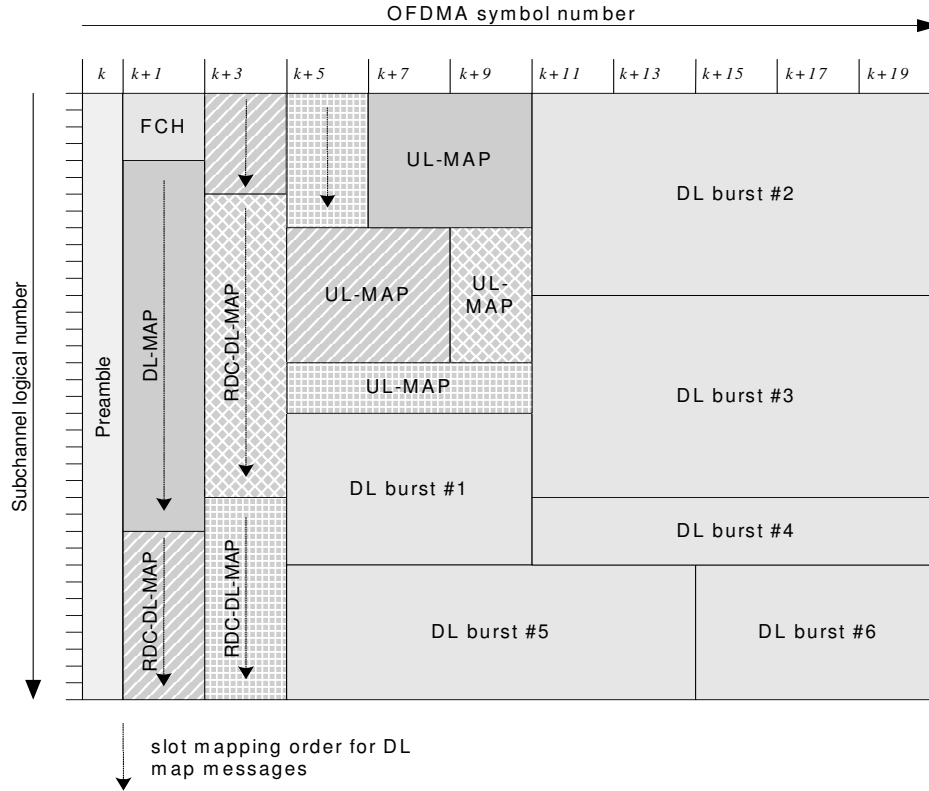 OFDMA symbol number
k
k+1
k+3
k+5
k+7
k+9
k+11
k+13
k+15
k+17
k+19
Subchannel logical number
Preamble
FCH
DL-MAP
RDC-DL-MAP
RDC-DL-MAP
RDC-DL-MAP
UL-MAP
UL-MAP
UL-
MAP
UL-MAP
DL burst #1
DL burst #2
DL burst #3
DL burst #4
DL burst #5
DL burst #6
slot mapping order for DL
map messages